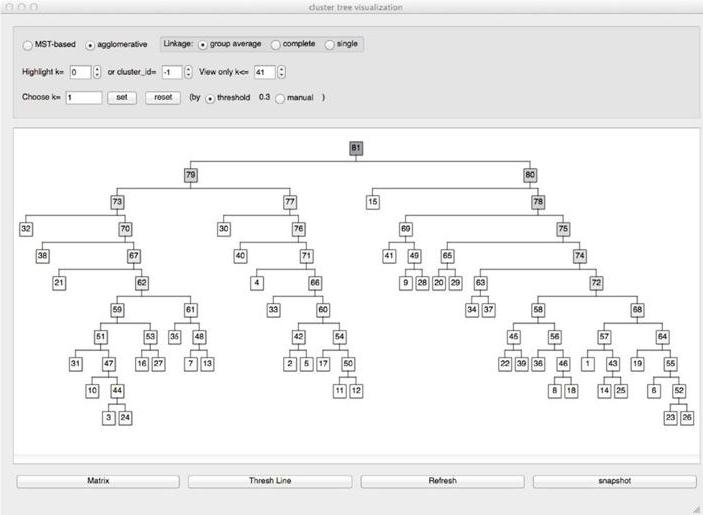 cluster tree visualization
MST-based agglomerative Linkage: group average complete single
Highlight k= 0 or cluster_id= -1 View only k<= 41
Choose k= 1 set reset (by threshold 0.3 manual )
81
79 80
73 77 15 78
32 70 30 76 69 75
38 67 40 71 41 49 65 74
21 62 4 66 9 28 20 29 63 72
59 61 33 60 34 37 58 68
51 53 35 48 42 54 45 56 57 64
31 47 16 27 7 13 2 5 17 50 22 39 36 46 1 43 19 55
10 44 11 12 8 18 14 25 6 52
3 24 23 26
Matrix Thresh Line Refresh snapshot